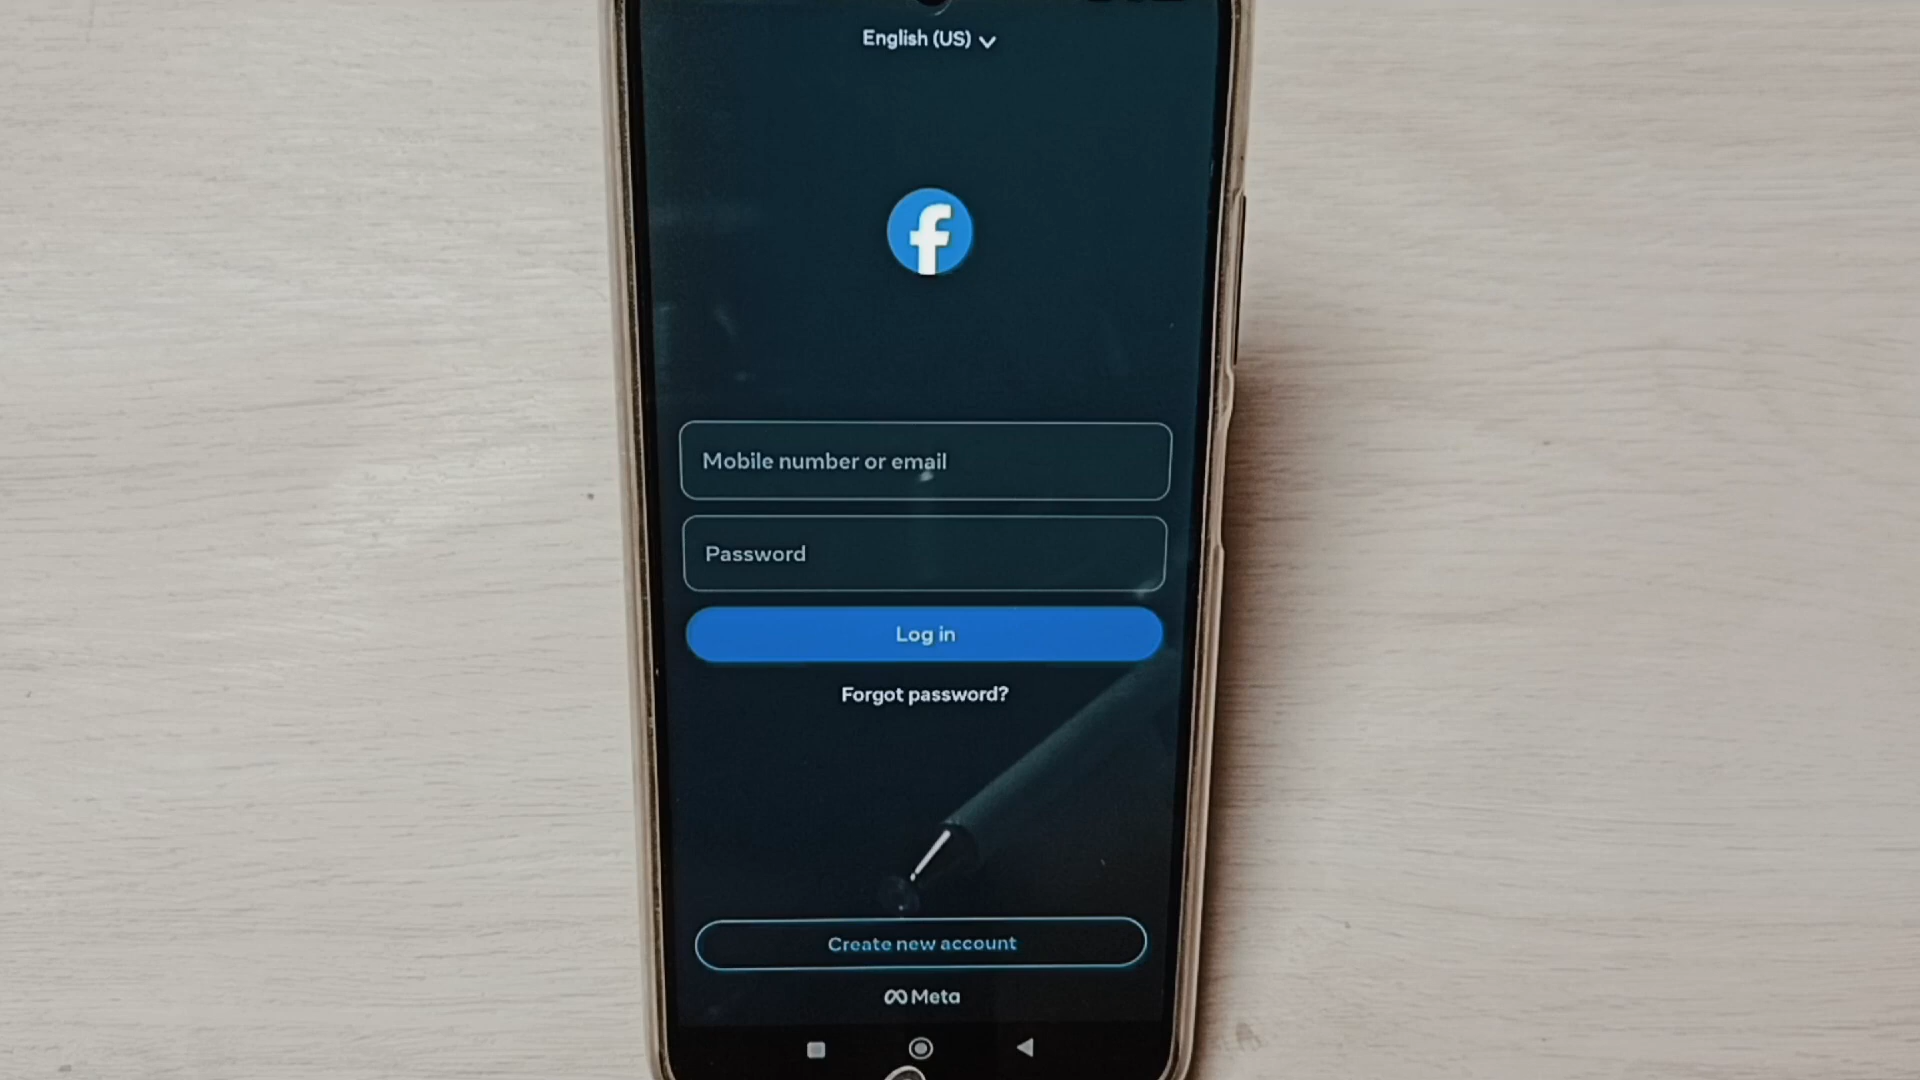 English (US)
Mobile number or email
Password
Log in
Forgot password?
Create new account
Meta